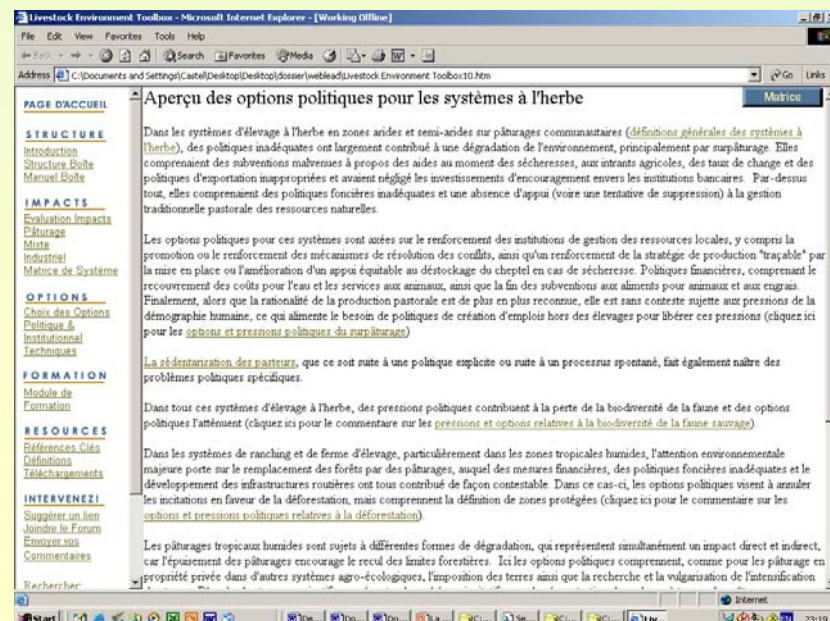 Livestock Environment Toolbox - Microsoft Internet Explorer - [Working Offline]
File Edit View Favorites Tools Help
Back Search Favorites Media
Address C:\Documents and Settings\Castel\Desktop\Desktop\dossier\weblead\Livestock Environment Toolbox10.htm Go Links
PAGE D'ACCUEIL
STRUCTURE
Introduction
Structure Boîte
Manuel Boîte
IMPACTS
Evaluation Impacts
Pâturage
Mixte
Industriel
Matrice de Système
OPTIONS
Choix des Options
Politique &
Institutionnel
Techniques
FORMATION
Module de
Formation
RESOURCES
Références Clés
Définitions
Téléchargements
INTERVENEZ!
Suggérer un lien
Joindre le Forum
Envoyer vos
Commentaires
Rechercher
Aperçu des options politiques pour les systèmes à l'herbe
Matrice
Dans les systèmes d'élevage à l'herbe en zones arides et semi-arides sur pâturages communautaires (définitions générales des systèmes à
l'herbe), des politiques inadéquates ont largement contribué à une dégradation de l'environnement, principalement par surpâturage. Elles
comprenaient des subventions malvenues à propos des aides au moment des sécheresses, aux intrants agricoles, des taux de change et des
politiques d'exportation inappropriées et avaient négligé les investissements d'encouragement envers les institutions bancaires. Par-dessus
tout, elles comprenaient des politiques foncières inadéquates et une absence d'appui (voire une tentative de suppression) à la gestion
traditionnelle pastorale des ressources naturelles.
Les options politiques pour ces systèmes sont axées sur le renforcement des institutions de gestion des ressources locales, y compris la
promotion ou le renforcement des mécanismes de résolution des conflits, ainsi qu'un renforcement de la stratégie de production "traçable" par
la mise en place ou l'amélioration d'un appui équitable au déstockage du cheptel en cas de sécheresse. Politiques financières, comprenant le
recouvrement des coûts pour l'eau et les services aux animaux, ainsi que la fin des subventions aux aliments pour animaux et aux engrais.
Finalement, alors que la rationalité de la production pastorale est de plus en plus reconnue, elle est sans conteste sujette aux pressions de la
démographie humaine, ce qui alimente le besoin de politiques de création d'emplois hors des élevages pour libérer ces pressions (cliquez ici
pour les options et pressions politiques du surpâturage)
La sédentarisation des pasteurs, que ce soit suite à une politique explicite ou suite à un processus spontané, fait également naître des
problèmes politiques spécifiques.
Dans tous ces systèmes d'élevage à l'herbe, des pressions politiques contribuent à la perte de la biodiversité de la faune et des options
politiques l'atténuent (cliquez ici pour le commentaire sur les pressions et options relatives à la biodiversité de la faune sauvage).
Dans les systèmes de ranching et de ferme d'élevage, particulièrement dans les zones tropicales humides, l'attention environnementale
majeure porte sur le remplacement des forêts par des pâturages, auquel des mesures financières, des politiques foncières inadéquates et le
développement des infrastructures routières ont tous contribué de façon contestable. Dans ce cas-ci, les options politiques visent à annuler
les incitations en faveur de la déforestation, mais comprennent la définition de zones protégées (cliquez ici pour le commentaire sur les
options et pressions politiques relatives à la déforestation).
Les pâturages tropicaux humides sont sujets à différentes formes de dégradation, qui représentent simultanément un impact direct et indirect,
car l'épuisement des pâturages encourage le recul des limites forestières. Ici les options politiques comprennent, comme pour les pâturage en
propriété privée dans d'autres systèmes agro-écologiques, l'imposition des terres ainsi que la recherche et la vulgarisation de l'intensification
Internet
Start 23:19